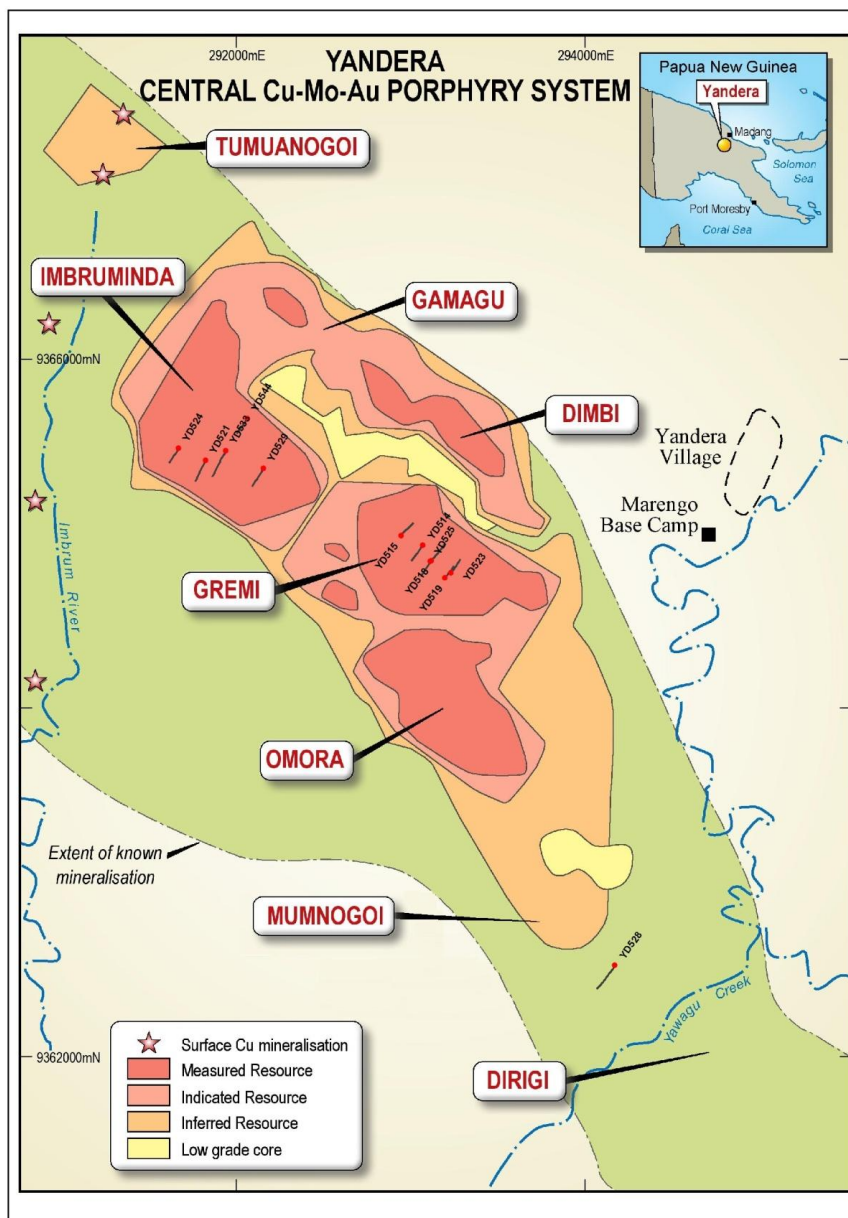 292000mE
294000mE
YANDERA
CENTRAL Cu-Mo-Au PORPHYRY SYSTEM
Papua New Guinea
Yandera
Madang
Solomon
Sea
Port Moresby
Coral Sea
TUMUANOGOI
IMBRUMINDA
GAMAGU
9366000mN
YD544
YD533
YD524
YD521
YD529
DIMBI
Yandera
Village
Marengo
Base Camp
YD514
YD525
YD515
YD518
YD523
YD519
Imbrum River
GREMI
OMORA
Extent of known
mineralisation
MUMNOGOI
YD528
Yawagu Creek
9362000mN
DIRIGI
Surface Cu mineralisation
Measured Resource
Indicated Resource
Inferred Resource
Low grade core